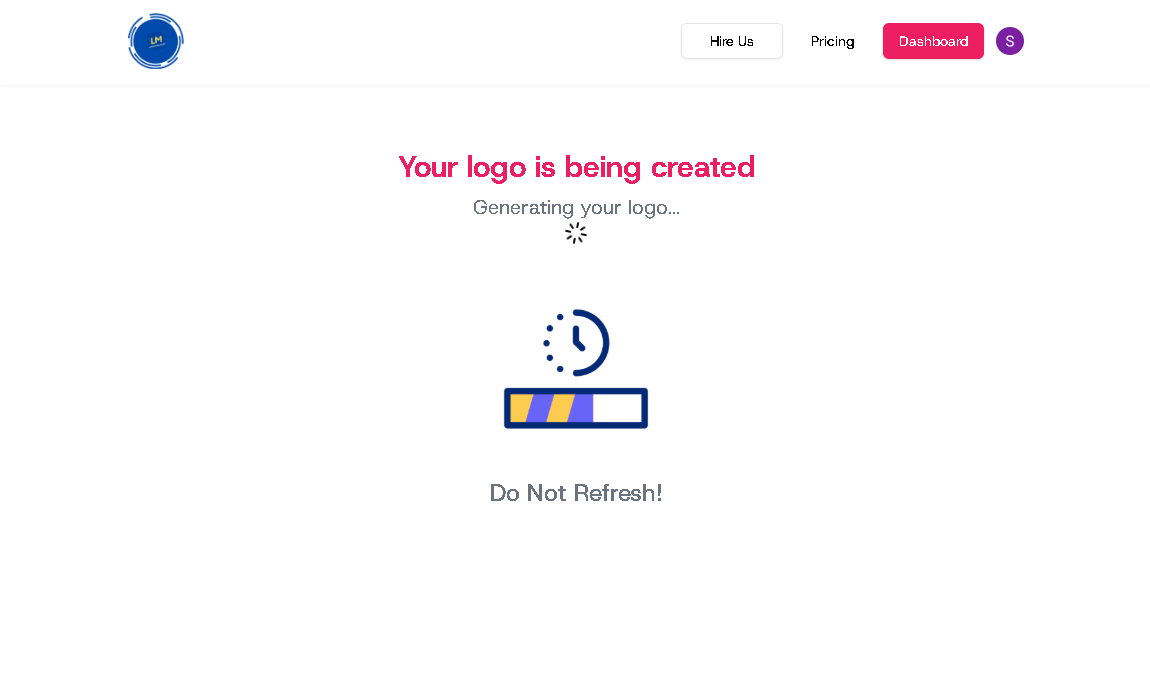 LM
Hire Us
Pricing
Dashboard
S
Your logo is being created
Generating your logo...
Do Not Refresh!